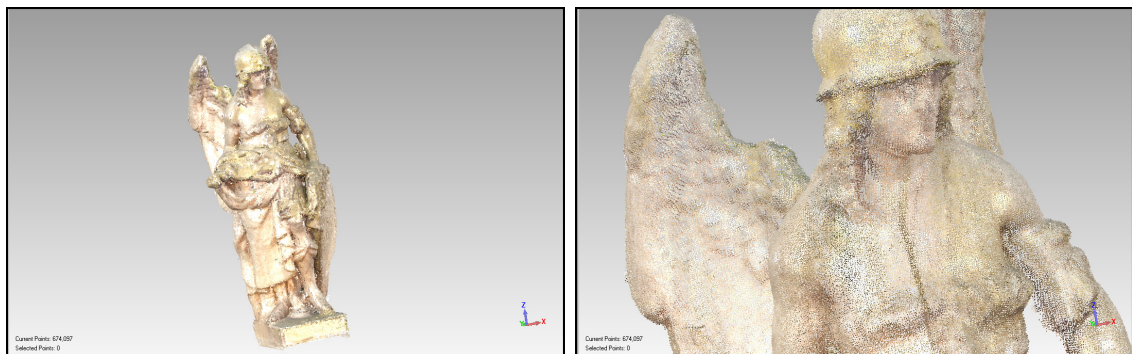 Z
Y X
Current Points: 674,097
Selected Points: 0
Z
Y X
Current Points: 674,097
Selected Points: 0